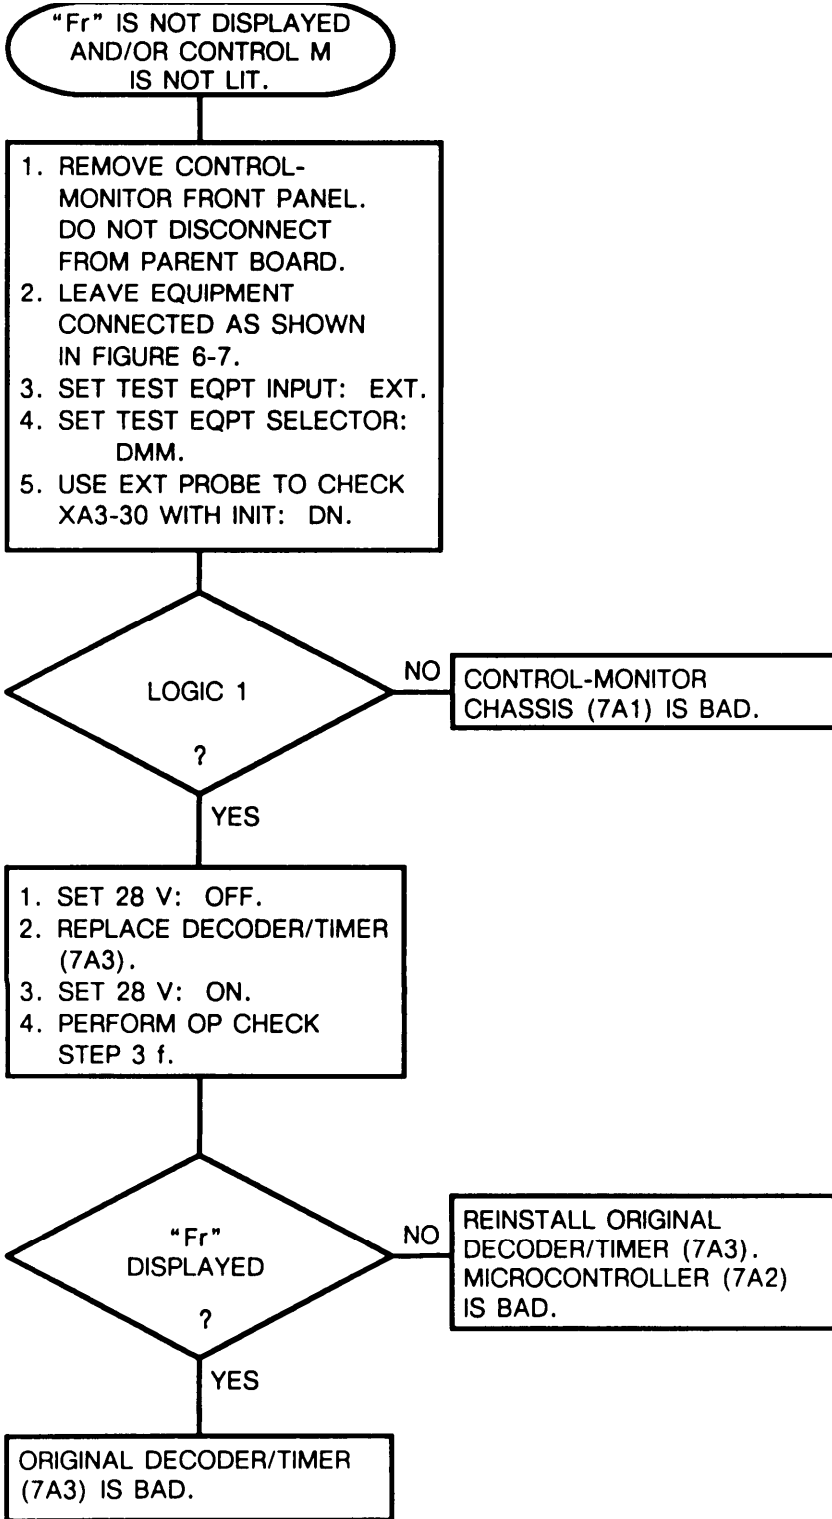 “Fr” IS NOT DISPLAYED
AND/OR CONTROL M
IS NOT LIT.
1. REMOVE CONTROL-
MONITOR FRONT PANEL.
DO NOT DISCONNECT
FROM PARENT BOARD.
2. LEAVE EQUIPMENT
CONNECTED AS SHOWN
IN FIGURE 6-7.
3. SET TEST EQPT INPUT: EXT.
4. SET TEST EQPT SELECTOR:
DMM.
5. USE EXT PROBE TO CHECK
XA3-30 WITH INIT: DN.
LOGIC 1
?
NO
CONTROL-MONITOR
CHASSIS (7A1) IS BAD.
YES
1. SET 28 V: OFF.
2. REPLACE DECODER/TIMER
(7A3).
3. SET 28 V: ON.
4. PERFORM OP CHECK
STEP 3 f.
“Fr”
DISPLAYED
?
NO
REINSTALL ORIGINAL
DECODER/TIMER (7A3).
MICROCONTROLLER (7A2)
IS BAD.
YES
ORIGINAL DECODER/TIMER
(7A3) IS BAD.